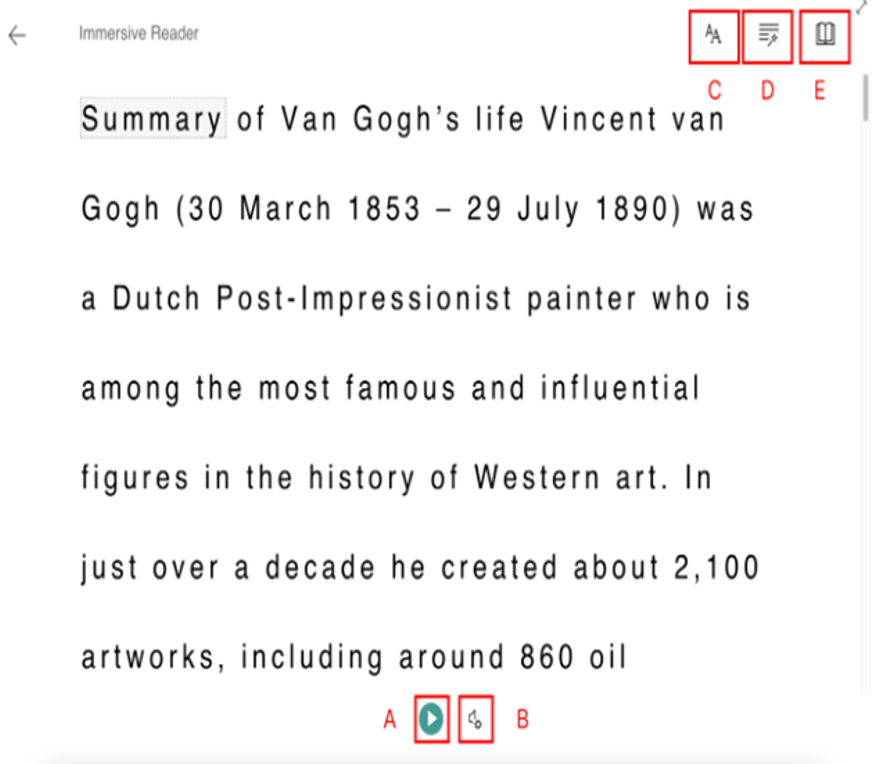 Immersive Reader
C D E
Summary of Van Gogh's life Vincent van
Gogh (30 March 1853 – 29 July 1890) was
a Dutch Post-Impressionist painter who is
among the most famous and influential
figures in the history of Western art. In
just over a decade he created about 2,100
artworks, including around 860 oil
A B